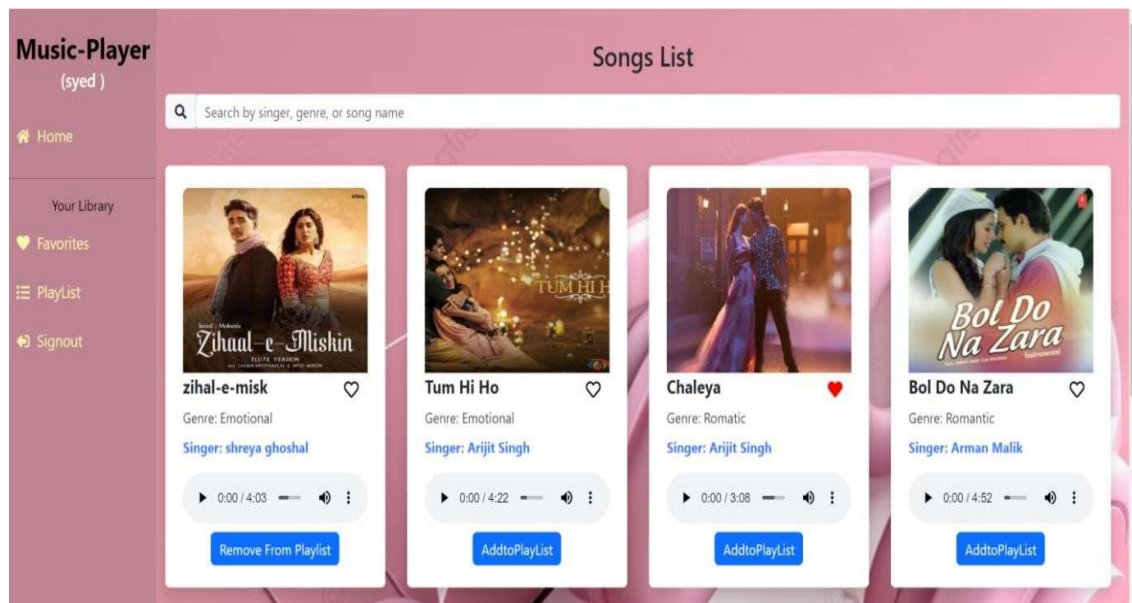 Music-Player
(syed )
Home
Your Library
Favorites
PlayList
Signout
Songs List
Search by singer, genre, or song name
Zihaal-e-Miskin
FLUTE VERSION
zihal-e-misk
Genre: Emotional
Singer: shreya ghoshal
0:00 / 4:03
Remove From Playlist
TUM HI H
Tum Hi Ho
Genre: Emotional
Singer: Arijit Singh
0:00 / 4:22
AddtoPlayList
Chaleya
Genre: Romatic
Singer: Arijit Singh
0:00 / 3:08
AddtoPlayList
Bol Do
Na Zara
Instrumental
Bol Do Na Zara
Genre: Romantic
Singer: Arman Malik
0:00 / 4:52
AddtoPlayList